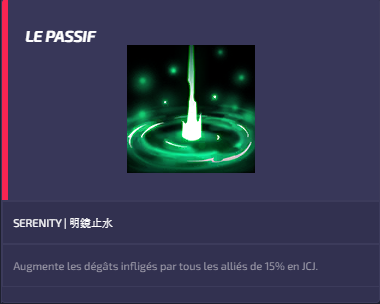 LE PASSIF
SERENITY | 明鏡止水
Augmente les dégâts infligés par tous les alliés de 15% en JCJ.